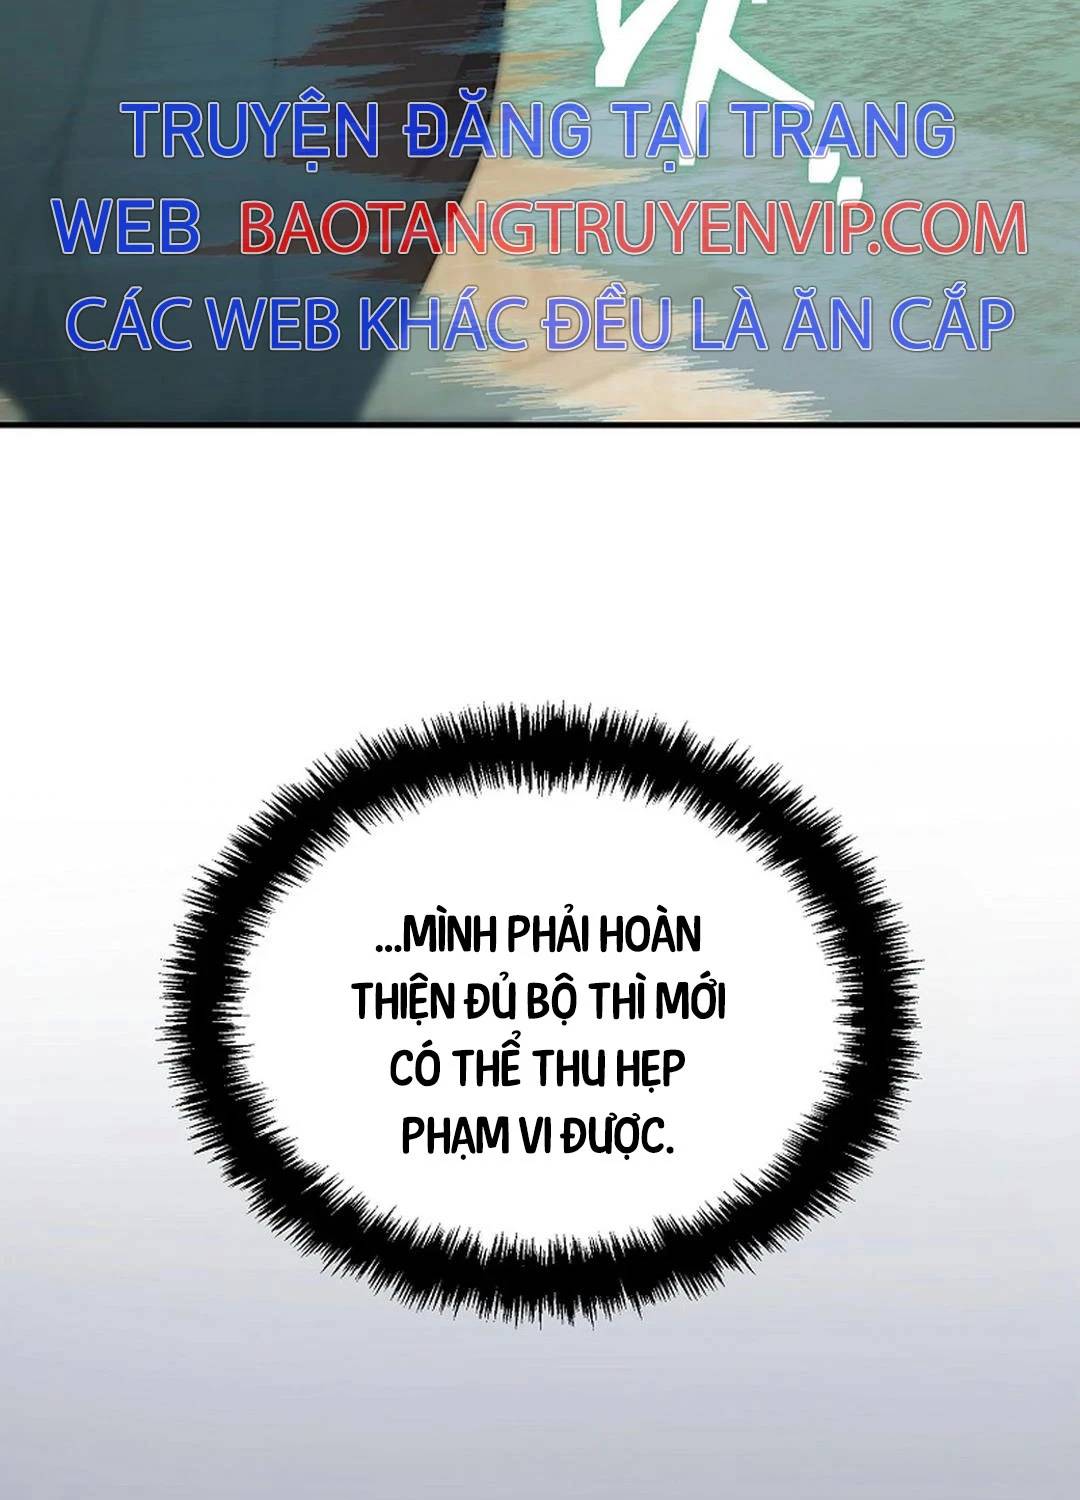 TRUYỆN ĐĂNG TẠI TRANG
WEB BAOTANGTRUYENVIP.COM
CÁC WEB KHÁC ĐỀU LÀ ĂN CẮP
...MÌNH PHẢI HOÀN
THIỆN ĐỦ BỘ THÌ MỚI
CÓ THỂ THU HẸP
PHẠM VI ĐƯỢC.